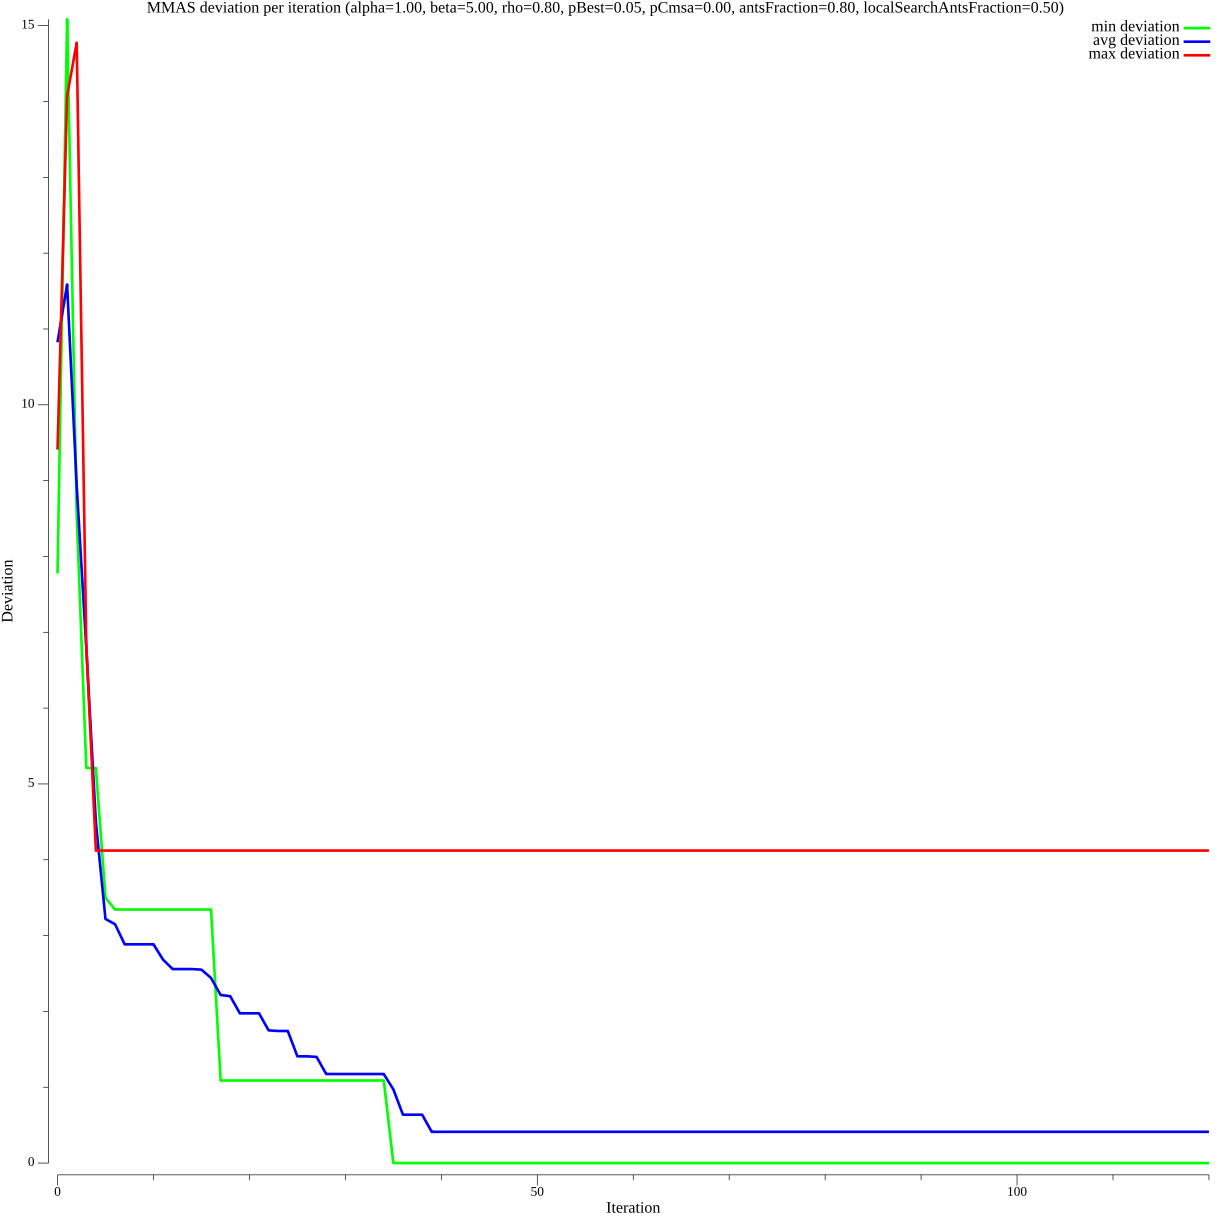 MMAS deviation per iteration (alpha=1.00, beta=5.00, rho=0.80, pBest=0.05, pCmsa=0.00, antsFraction=0.80, localSearchAntsFraction=0.50)
min deviation
avg deviation
max deviation
15
10
5
0
Deviation
0 50 100
Iteration